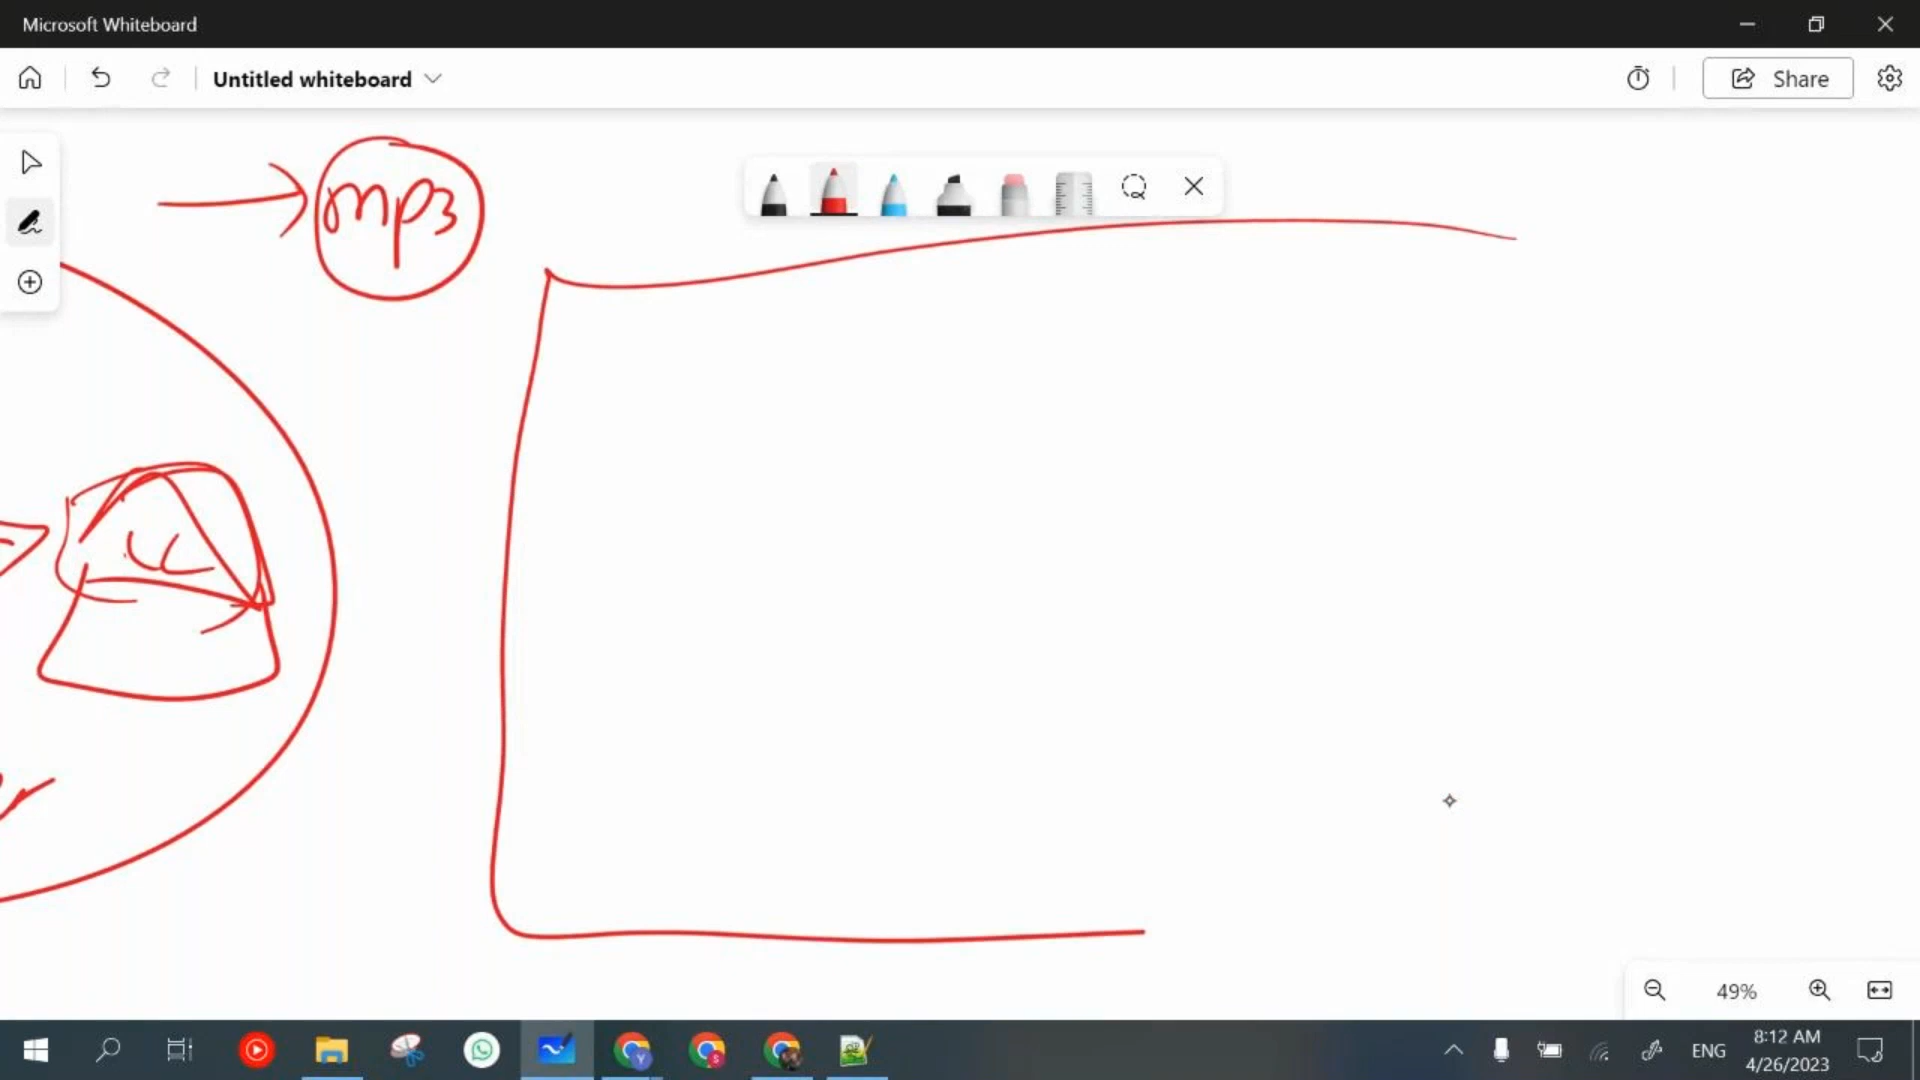 Microsoft Whiteboard
Untitled whiteboard
Share
mp3
49%
ENG
8:12 AM
4/26/2023